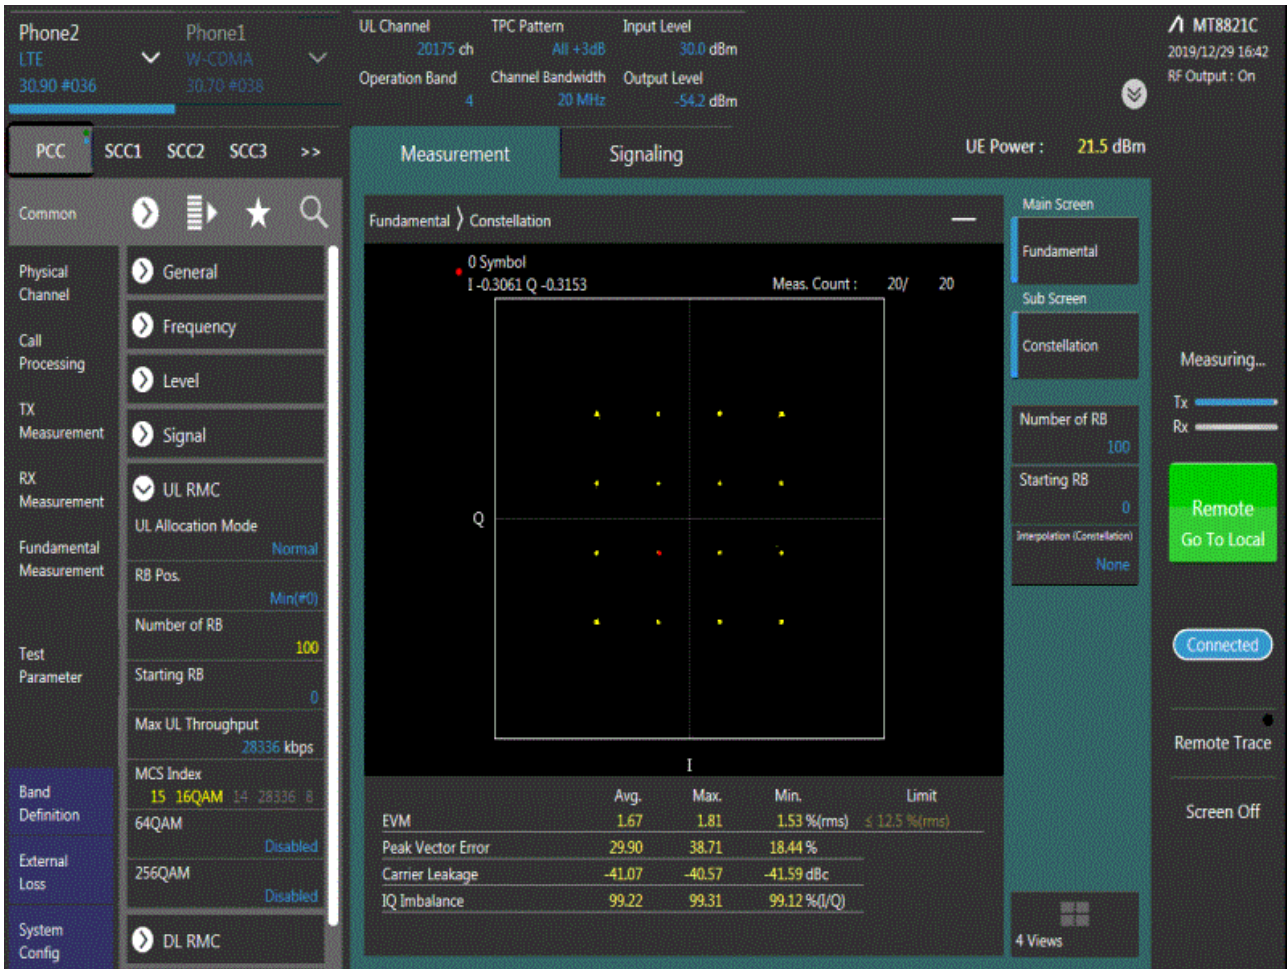 Phone2
LTE
30.90 #036
Phone1
W-CDMA
30.70 #038
UL Channel
20175 ch
TPC Pattern
All +3dB
Input Level
30.0 dBm
Operation Band
4
Channel Bandwidth
20 MHz
Output Level
-54.2 dBm
MT8821C
2019/12/29 16:42
RF Output : On
PCC SCC1 SCC2 SCC3 >>
Measurement
Signaling
UE Power : 21.5 dBm
Common
Physical
Channel
Call
Processing
TX
Measurement
RX
Measurement
Fundamental
Measurement
Test
Parameter
Band
Definition
External
Loss
System
Config
General
Frequency
Level
Signal
UL RMC
UL Allocation Mode
Normal
RB Pos.
Min(#0)
Number of RB
100
Starting RB
0
Max UL Throughput
28336 kbps
MCS Index
15 16QAM 14 28336 8
64QAM
Disabled
256QAM
Disabled
DL RMC
Fundamental 〉 Constellation
0 Symbol
I -0.3061 Q -0.3153
Meas. Count : 20/ 20
Q
I
Avg. Max. Min. Limit
EVM 1.67 1.81 1.53 %(rms) ≤ 12.5 %(rms)
Peak Vector Error 29.90 38.71 18.44 %
Carrier Leakage -41.07 -40.57 -41.59 dBc
IQ Imbalance 99.22 99.31 99.12 %(I/Q)
Main Screen
Fundamental
Sub Screen
Constellation
Number of RB
100
Starting RB
0
Interpolation (Constellation)
None
4 Views
Measuring...
Tx
Rx
Remote
Go To Local
Connected
Remote Trace
Screen Off